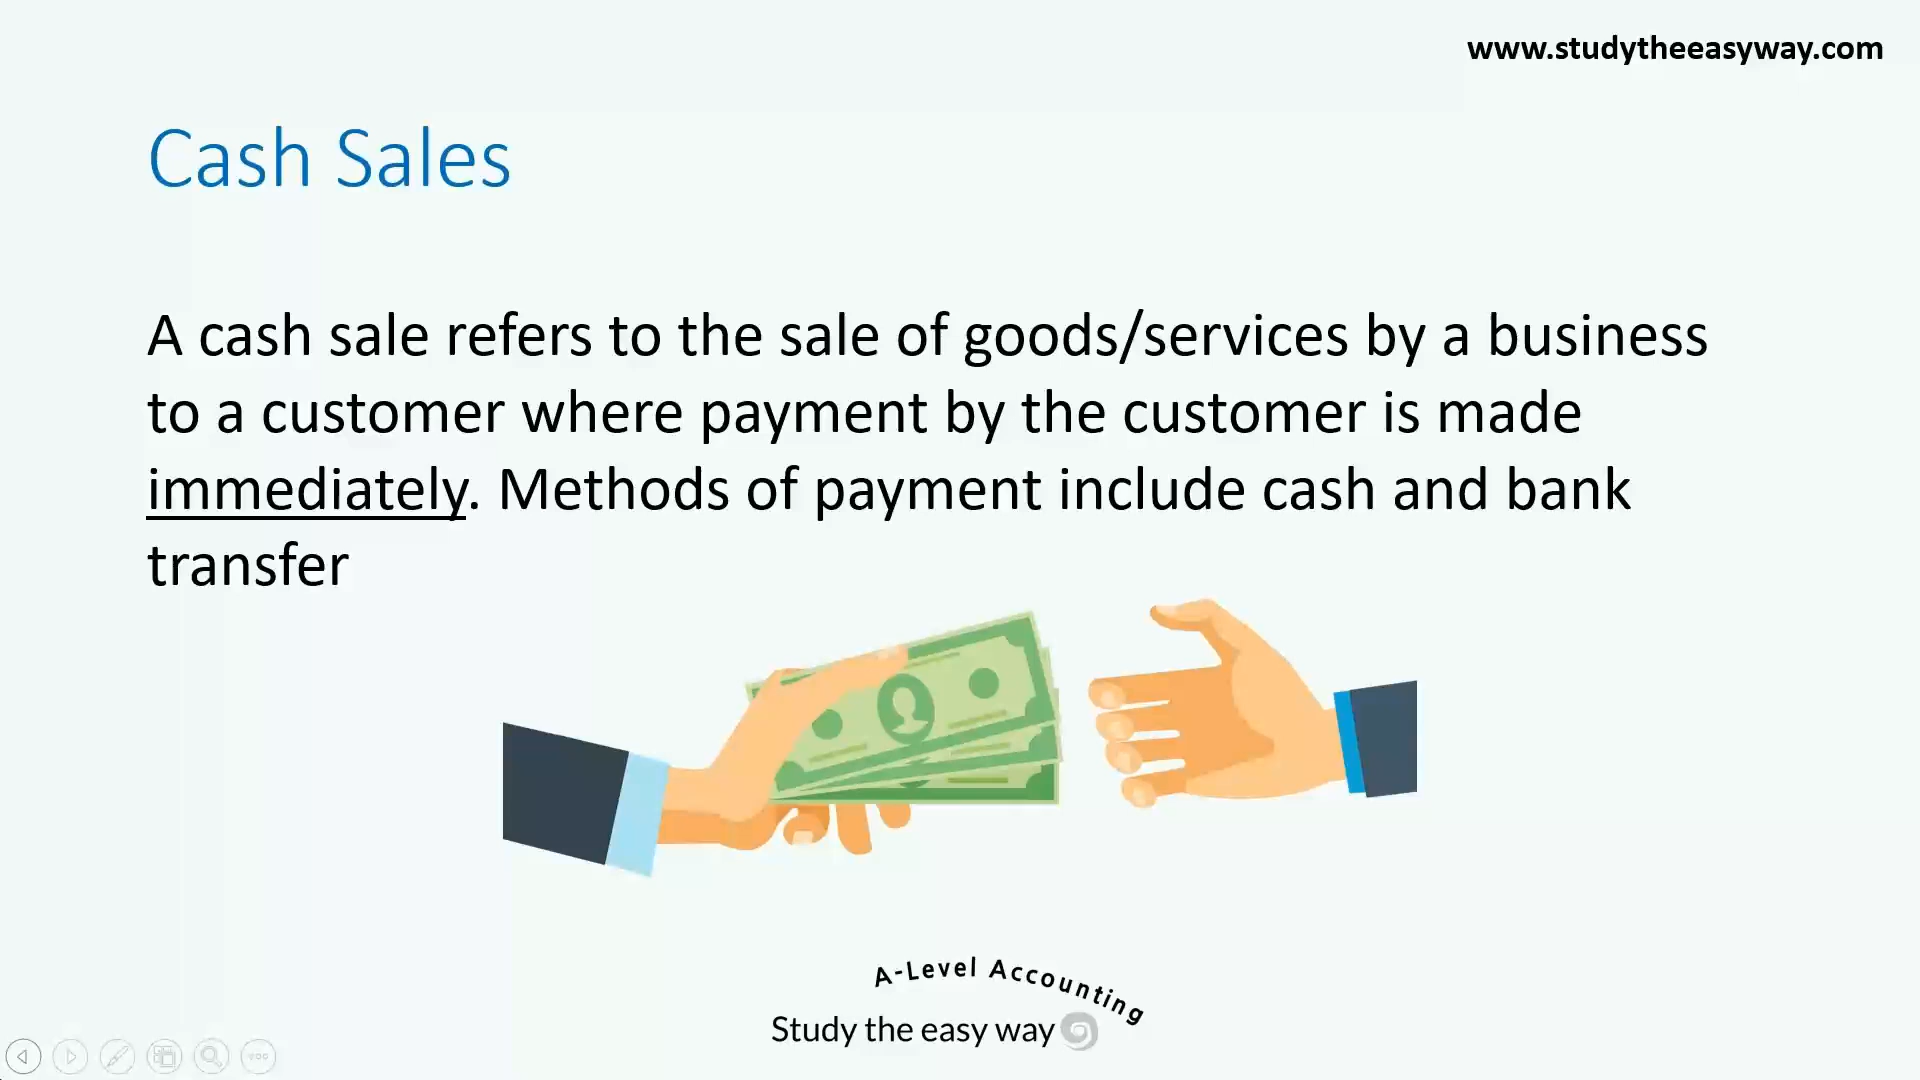 www.studytheeasyway.com
Cash Sales
A cash sale refers to the sale of goods/services by a business
to a customer where payment by the customer is made
immediately. Methods of payment include cash and bank
transfer
A-Level Accounting
Study the easy way